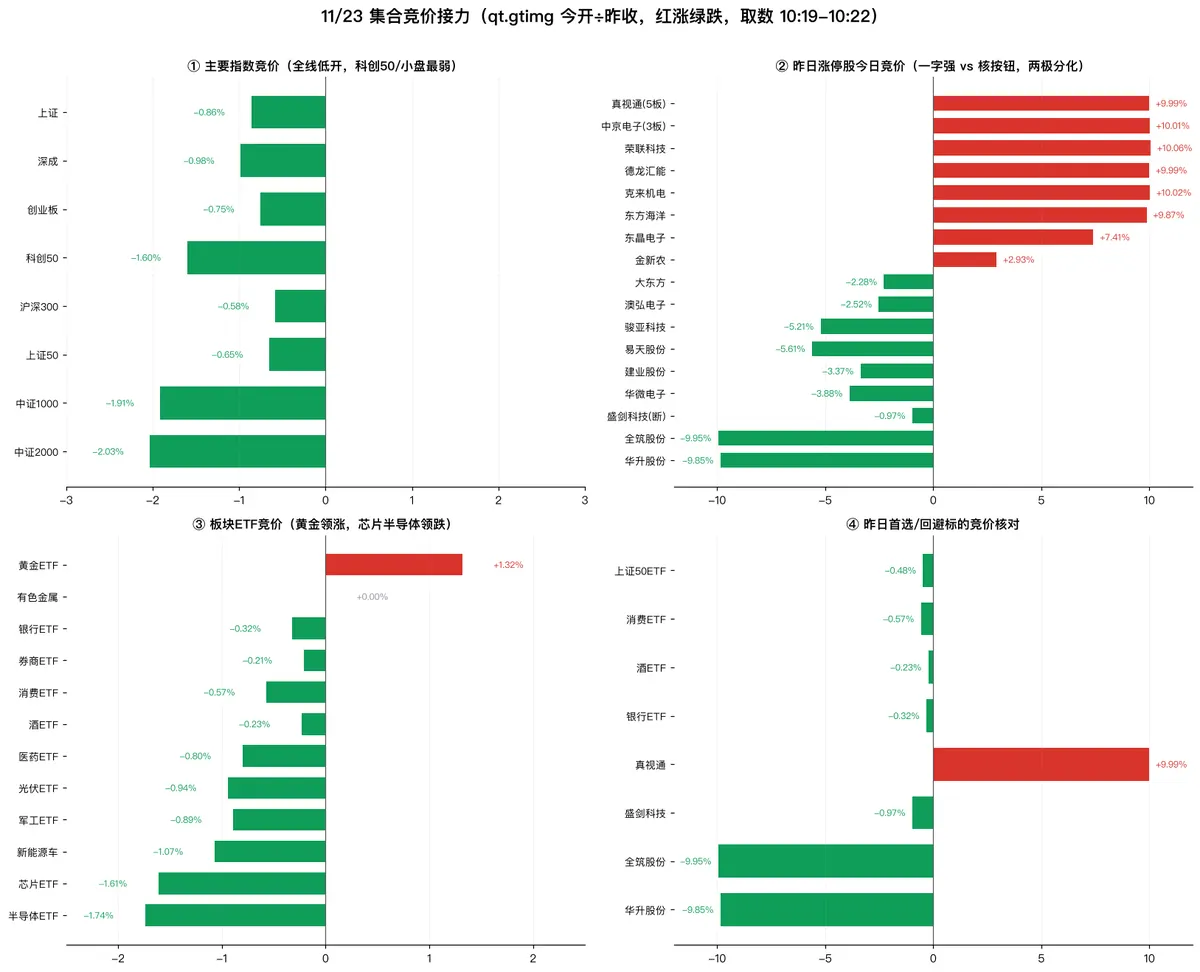 11/23 集合竞价接力（qt.gtimg 今开÷昨收，红涨绿跌，取数 10:19–10:22）
① 主要指数竞价（全线低开，科创50/小盘最弱）
上证 −0.86%
深成 −0.98%
创业板 −0.75%
科创50 −1.60%
沪深300 −0.58%
上证50 −0.65%
中证1000 −1.91%
中证2000 −2.03%
−3 −2 −1 0 1 2 3
② 昨日涨停股今日竞价（一字强 vs 核按钮，两极分化）
真视通(5板) +9.99%
中京电子(3板) +10.01%
荣联科技 +10.06%
德龙汇能 +9.99%
克来机电 +10.02%
东方海洋 +9.87%
东晶电子 +7.41%
金新农 +2.93%
大东方 −2.28%
澳弘电子 −2.52%
骏亚科技 −5.21%
易天股份 −5.61%
建业股份 −3.37%
华微电子 −3.88%
盛剑科技(断) −0.97%
全筑股份 −9.95%
华升股份 −9.85%
−10 −5 0 5 10
③ 板块ETF竞价（黄金领涨，芯片半导体领跌）
黄金ETF +1.32%
有色金属 +0.00%
银行ETF −0.32%
券商ETF −0.21%
消费ETF −0.57%
酒ETF −0.23%
医药ETF −0.80%
光伏ETF −0.94%
军工ETF −0.89%
新能源车 −1.07%
芯片ETF −1.61%
半导体ETF −1.74%
−2 −1 0 1 2
④ 昨日首选/回避标的竞价核对
上证50ETF −0.48%
消费ETF −0.57%
酒ETF −0.23%
银行ETF −0.32%
真视通 +9.99%
盛剑科技 −0.97%
全筑股份 −9.95%
华升股份 −9.85%
−10 −5 0 5 10